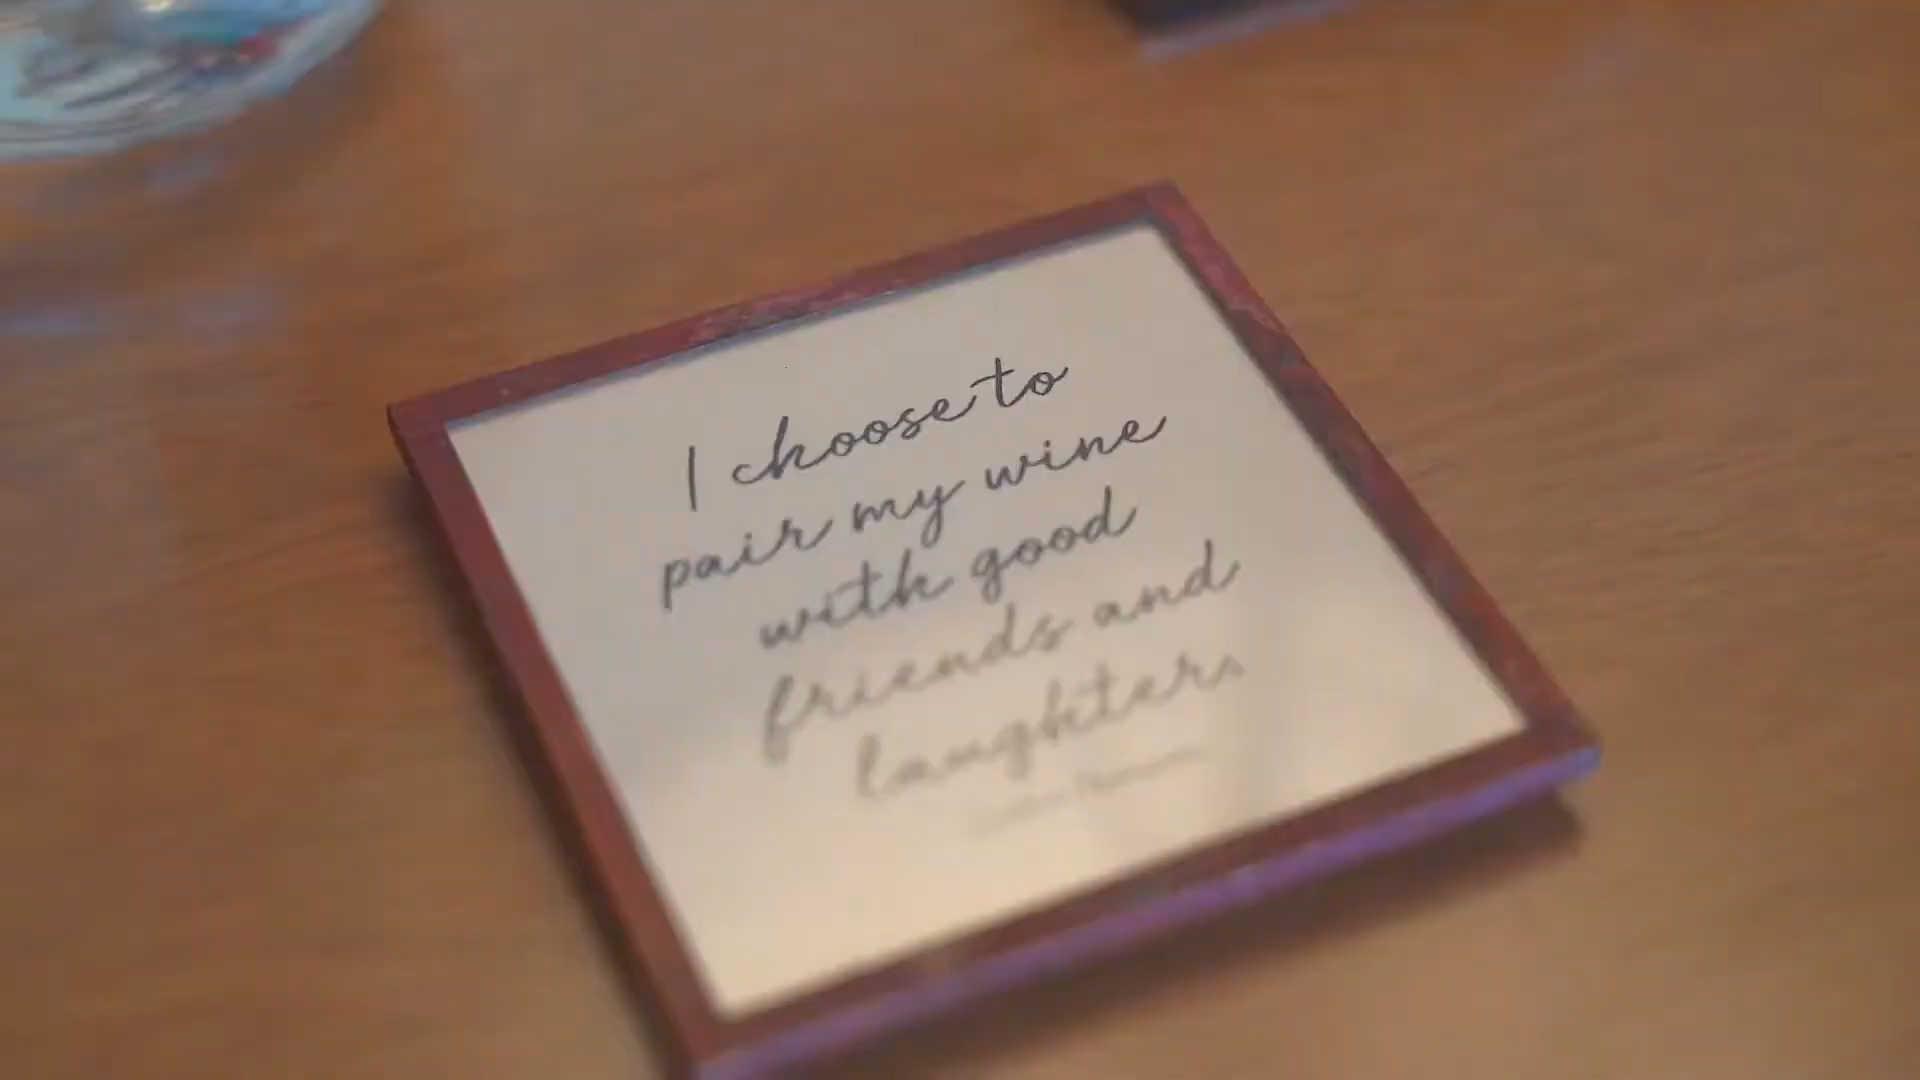 I choose to
pair my wine
with good
friends and
laughter.